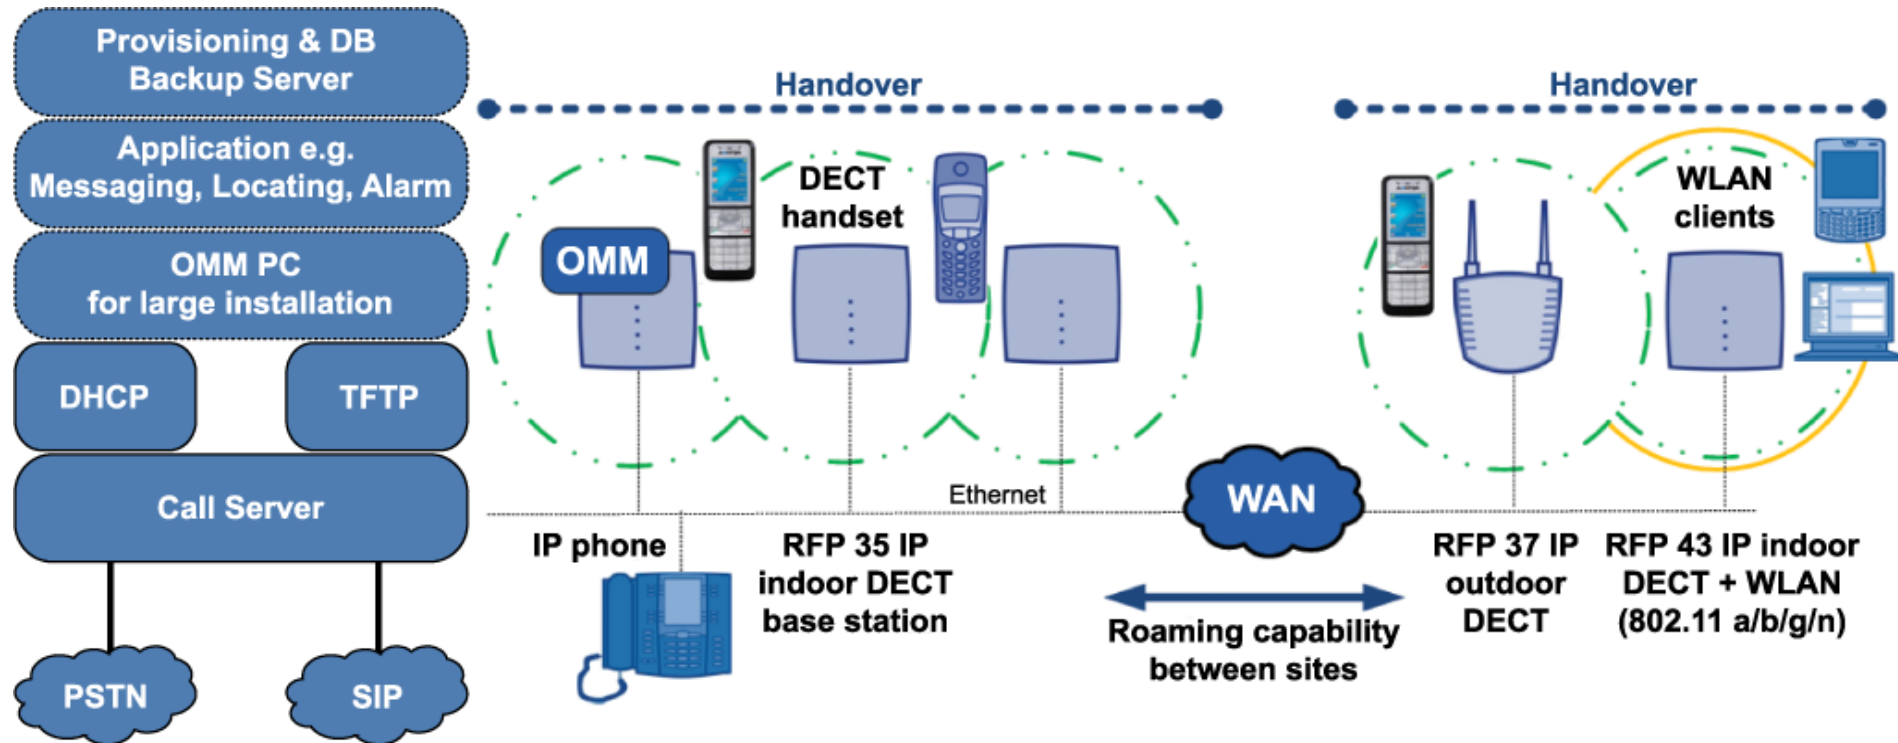 Provisioning & DB
Backup Server
Application e.g.
Messaging, Locating, Alarm
OMM PC
for large installation
DHCP
TFTP
Call Server
PSTN
SIP
Handover
OMM
DECT
handset
Ethernet
IP phone
RFP 35 IP
indoor DECT
base station
WAN
Roaming capability
between sites
Handover
WLAN
clients
RFP 37 IP
outdoor
DECT
RFP 43 IP indoor
DECT + WLAN
(802.11 a/b/g/n)